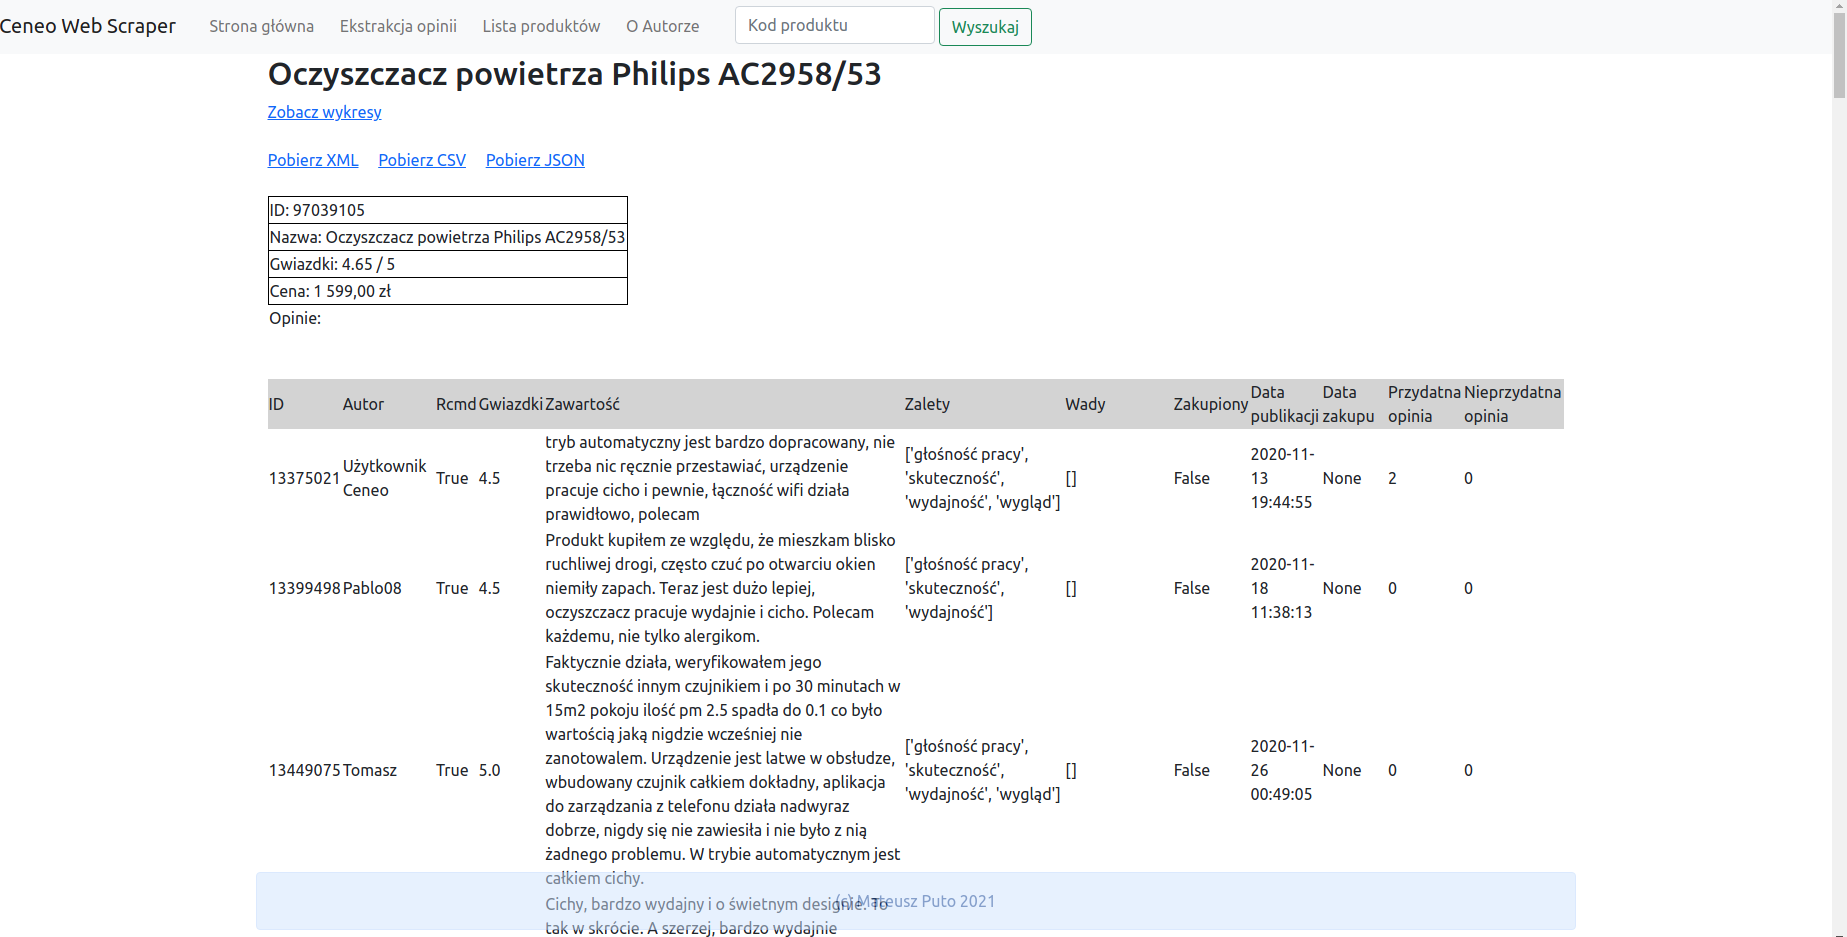 Ceneo Web Scraper Strona główna Ekstrakcja opinii Lista produktów O Autorze Kod produktu Wyszukaj
Oczyszczacz powietrza Philips AC2958/53
Zobacz wykresy
Pobierz XML Pobierz CSV Pobierz JSON
ID: 97039105
Nazwa: Oczyszczacz powietrza Philips AC2958/53
Gwiazdki: 4.65 / 5
Cena: 1 599,00 zł
Opinie:
ID Autor Rcmd Gwiazdki Zawartość Zalety Wady Zakupiony Data publikacji Data zakupu Przydatna opinia Nieprzydatna opinia
13375021
Użytkownik
Ceneo
True
4.5
tryb automatyczny jest bardzo dopracowany, nie
trzeba nic ręcznie przestawiać, urządzenie
pracuje cicho i pewnie, łączność wifi działa
prawidłowo, polecam
['głośność pracy',
'skuteczność',
'wydajność', 'wygląd']
[]
False
2020-11-
13
19:44:55
None
2
0
13399498
Pablo08
True
4.5
Produkt kupiłem ze względu, że mieszkam blisko
ruchliwej drogi, często czuć po otwarciu okien
niemiły zapach. Teraz jest dużo lepiej,
oczyszczacz pracuje wydajnie i cicho. Polecam
każdemu, nie tylko alergikom.
['głośność pracy',
'skuteczność',
'wydajność']
[]
False
2020-11-
18
11:38:13
None
0
0
13449075
Tomasz
True
5.0
Faktycznie działa, weryfikowałem jego
skuteczność innym czujnikiem i po 30 minutach w
15m2 pokoju ilość pm 2.5 spadła do 0.1 co było
wartością jaką nigdzie wcześniej nie
zanotowalem. Urządzenie jest latwe w obsłudze,
wbudowany czujnik całkiem dokładny, aplikacja
do zarządzania z telefonu działa nadwyraz
dobrze, nigdy się nie zawiesiła i nie było z nią
żadnego problemu. W trybie automatycznym jest
całkiem cichy.
['głośność pracy',
'skuteczność',
'wydajność', 'wygląd']
[]
False
2020-11-
26
00:49:05
None
0
0
Cichy, bardzo wydajny i o świetnym designie. To
tak w skrócie. A szerzej, bardzo wydajnie
(c) Mateusz Puto 2021